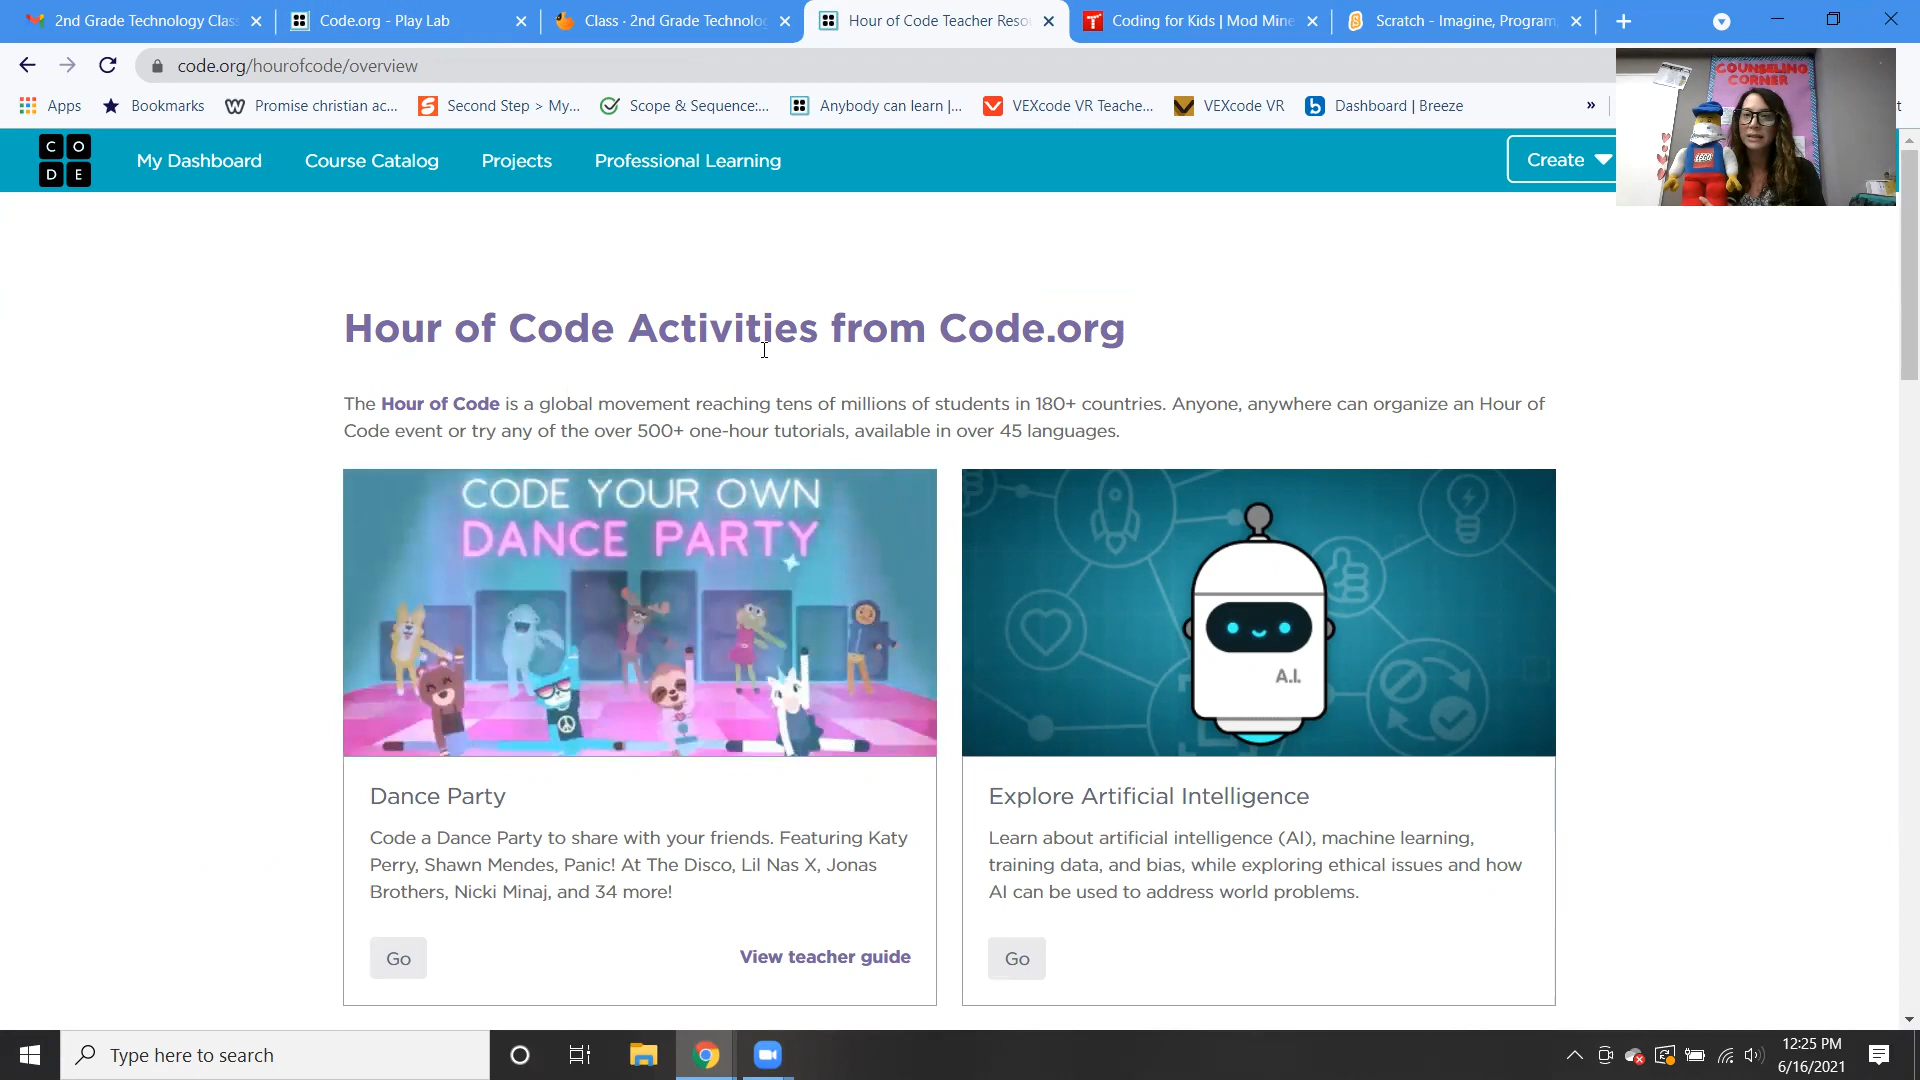 2nd Grade Technology Clas
Code.org - Play Lab
Class · 2nd Grade Technolog
Hour of Code Teacher Reso
Coding for Kids | Mod Mine
Scratch - Imagine, Program,
code.org/hourofcode/overview
COUNSELING
CORNER
LEGO
Apps
Bookmarks
Promise christian ac...
Second Step > My...
Scope & Sequence:...
Anybody can learn |...
VEXcode VR Teache...
VEXcode VR
Dashboard | Breeze
»
C O
D E
My Dashboard
Course Catalog
Projects
Professional Learning
Create
Hour of Code Activities from Code.org
The Hour of Code is a global movement reaching tens of millions of students in 180+ countries. Anyone, anywhere can organize an Hour of
Code event or try any of the over 500+ one-hour tutorials, available in over 45 languages.
CODE YOUR OWN
DANCE PARTY
A.I.
Dance Party
Code a Dance Party to share with your friends. Featuring Katy
Perry, Shawn Mendes, Panic! At The Disco, Lil Nas X, Jonas
Brothers, Nicki Minaj, and 34 more!
Go
View teacher guide
Explore Artificial Intelligence
Learn about artificial intelligence (AI), machine learning,
training data, and bias, while exploring ethical issues and how
AI can be used to address world problems.
Go
Type here to search
12:25 PM
6/16/2021